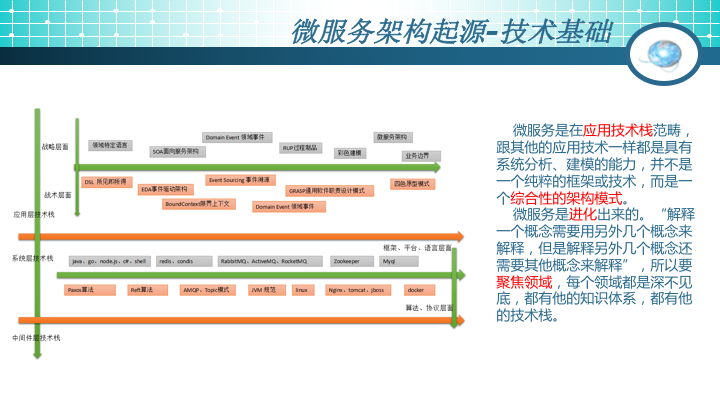 微服务架构起源-技术基础
战略层面
领域特定语言
SOA面向服务架构
Domain Event 领域事件
RUP过程制品
彩色建模
微服务架构
业务边界
DSL 所见即所得
EDA事件驱动架构
BoundContext限界上下文
Event Sourcing 事件溯源
Domain Event 领域事件
GRASP通用软件职责设计模式
四色原型模式
战术层面
应用层技术栈
框架、平台、语言层面
系统层技术栈
java、go、node.js、c#、shell
redis、condis
RabbitMQ、ActiveMQ、RocketMQ
Zookeeper
Myql
Paxos算法
Raft算法
AMQP、Topic模式
JVM 规范
linux
Nginx、tomcat、jboss
docker
算法、协议层面
中间件层技术栈
微服务是在应用技术栈范畴，
跟其他的应用技术一样都是具有
系统分析、建模的能力，并不是
一个纯粹的框架或技术，而是一
个综合性的架构模式。
微服务是进化出来的。“解释
一个概念需要用另外几个概念来
解释，但是解释另外几个概念还
需要其他概念来解释”，所以要
聚焦领域，每个领域都是深不见
底，都有他的知识体系，都有他
的技术栈。